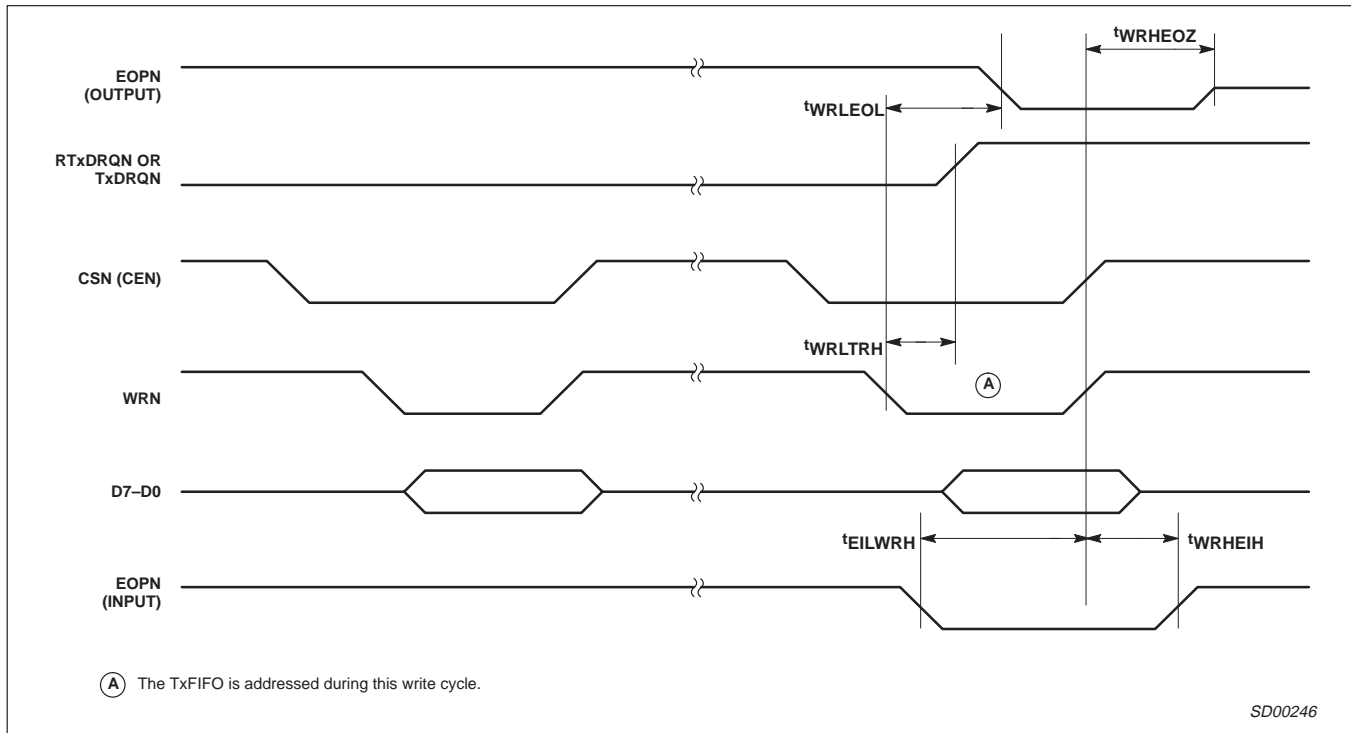 tWRHEOZ
EOPN
(OUTPUT)
tWRLEOL
RTxDRQN OR
TxDRQN
CSN (CEN)
tWRLTRH
WRN
A
D7–D0
tEILWRH
tWRHEIH
EOPN
(INPUT)
A The TxFIFO is addressed during this write cycle.
SD00246